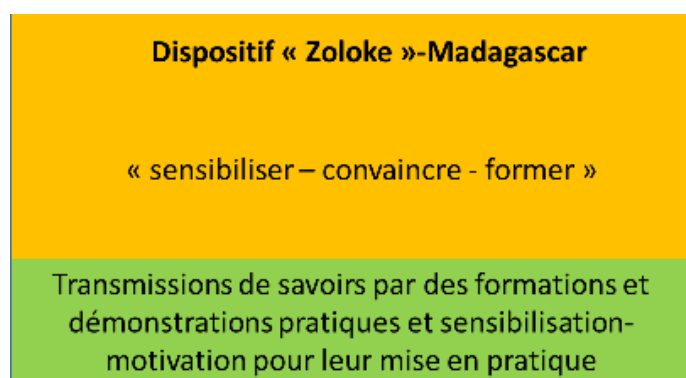 Dispositif « Zoloke »-Madagascar
« sensibiliser – convaincre - former »
Transmissions de savoirs par des formations et
démonstrations pratiques et sensibilisation-
motivation pour leur mise en pratique